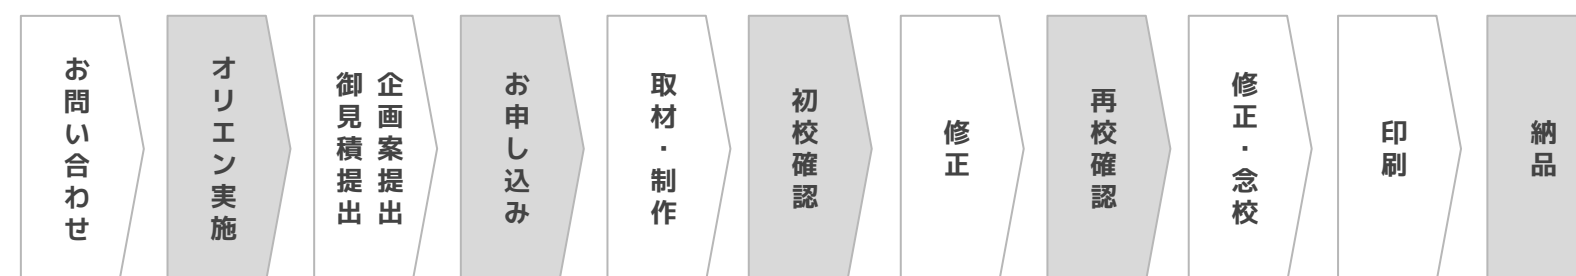 お問い合わせ
オリエン実施
企画案提出
御見積提出
お申し込み
取材・制作
初校確認
修正
再校確認
修正・念校
印刷
納品